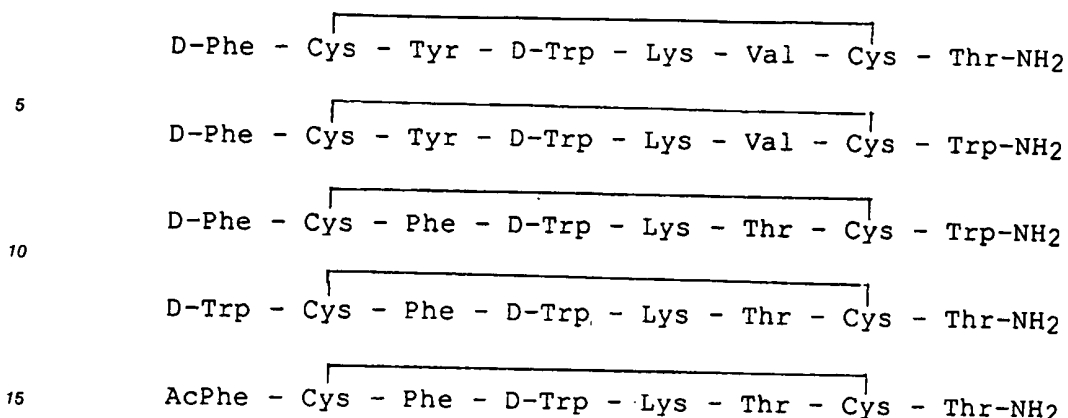 D-Phe - Cys - Tyr - D-Trp - Lys - Val - Cys - Thr-NH2
5
D-Phe - Cys - Tyr - D-Trp - Lys - Val - Cys - Trp-NH2
D-Phe - Cys - Phe - D-Trp - Lys - Thr - Cys - Trp-NH2
10
D-Trp - Cys - Phe - D-Trp - Lys - Thr - Cys - Thr-NH2
15 AcPhe - Cys - Phe - D-Trp - Lys - Thr - Cys - Thr-NH2